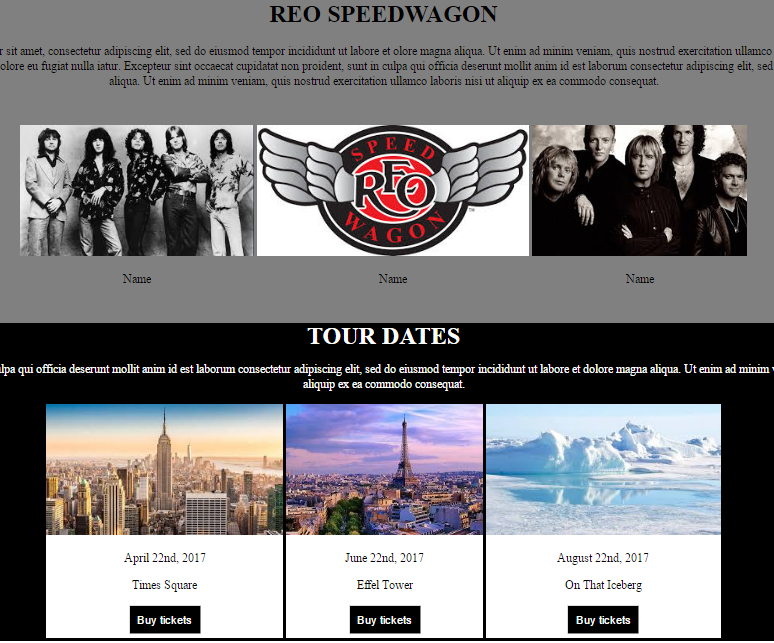 REO SPEEDWAGON
r sit amet, consectetur adipiscing elit, sed do eiusmod tempor incididunt ut labore et olore magna aliqua. Ut enim ad minim veniam, quis nostrud exercitation ullamco
olore eu fugiat nulla iatur. Excepteur sint occaecat cupidatat non proident, sunt in culpa qui officia deserunt mollit anim id est laborum consectetur adipiscing elit, sed
aliqua. Ut enim ad minim veniam, quis nostrud exercitation ullamco laboris nisi ut aliquip ex ea commodo consequat.
SPEED
REO
WAGON
™
Name
Name
Name
TOUR DATES
lpa qui officia deserunt mollit anim id est laborum consectetur adipiscing elit, sed do eiusmod tempor incididunt ut labore et dolore magna aliqua. Ut enim ad minim v
aliquip ex ea commodo consequat.
April 22nd, 2017
June 22nd, 2017
August 22nd, 2017
Times Square
Effel Tower
On That Iceberg
Buy tickets
Buy tickets
Buy tickets